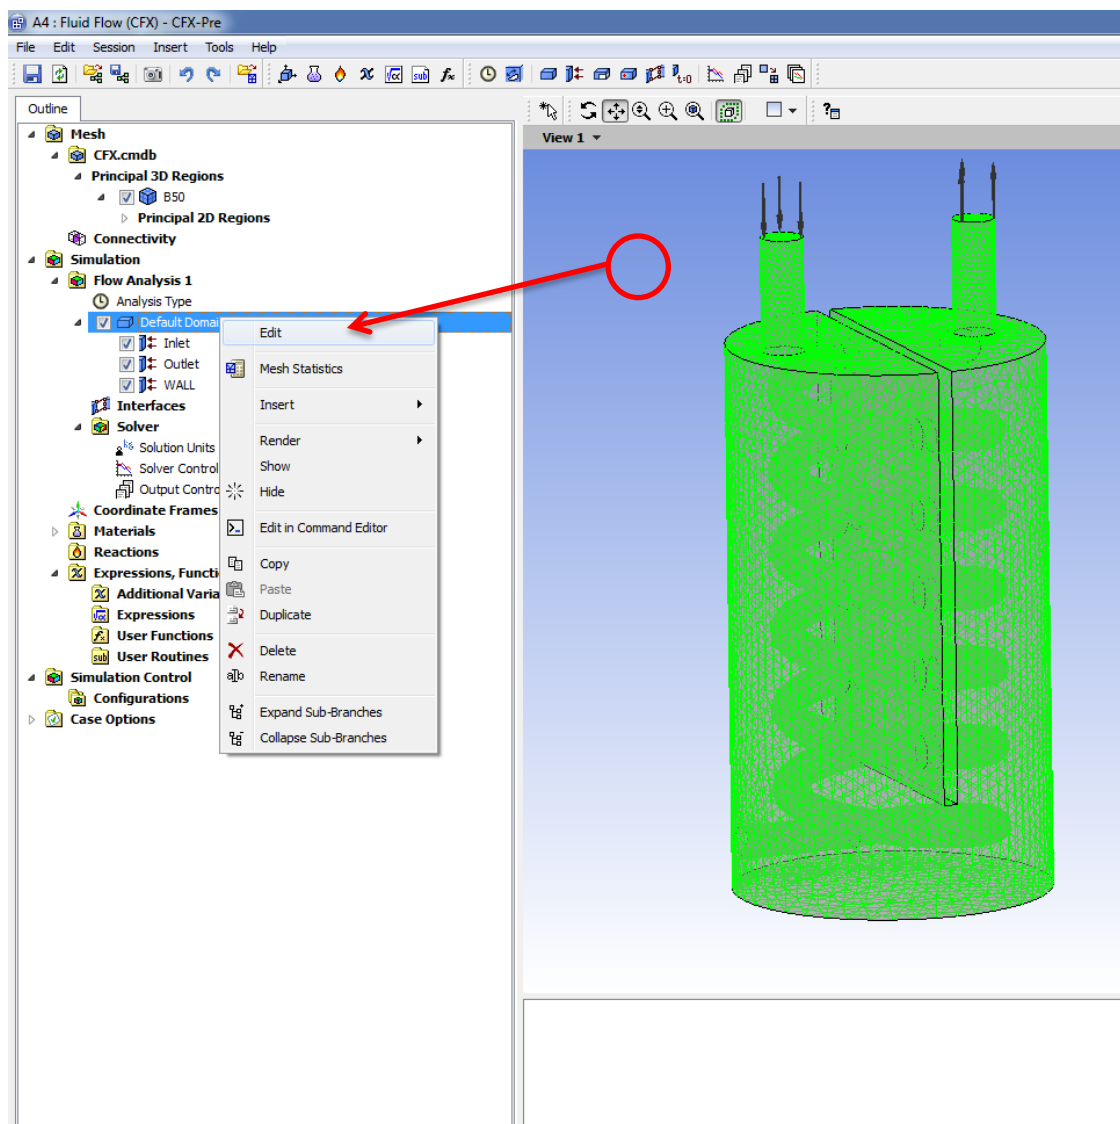 A4 : Fluid Flow (CFX) - CFX-Pre
File Edit Session Insert Tools Help
Outline
View 1
Mesh
CFX.cmdb
Principal 3D Regions
B50
Principal 2D Regions
Connectivity
Simulation
Flow Analysis 1
Analysis Type
Default Domai
Inlet
Outlet
WALL
Interfaces
Solver
Solution Units
Solver Control
Output Contro
Coordinate Frames
Materials
Reactions
Expressions, Functi
Additional Varia
Expressions
User Functions
User Routines
Simulation Control
Configurations
Case Options
Edit
Mesh Statistics
Insert
Render
Show
Hide
Edit in Command Editor
Copy
Paste
Duplicate
Delete
Rename
Expand Sub-Branches
Collapse Sub-Branches